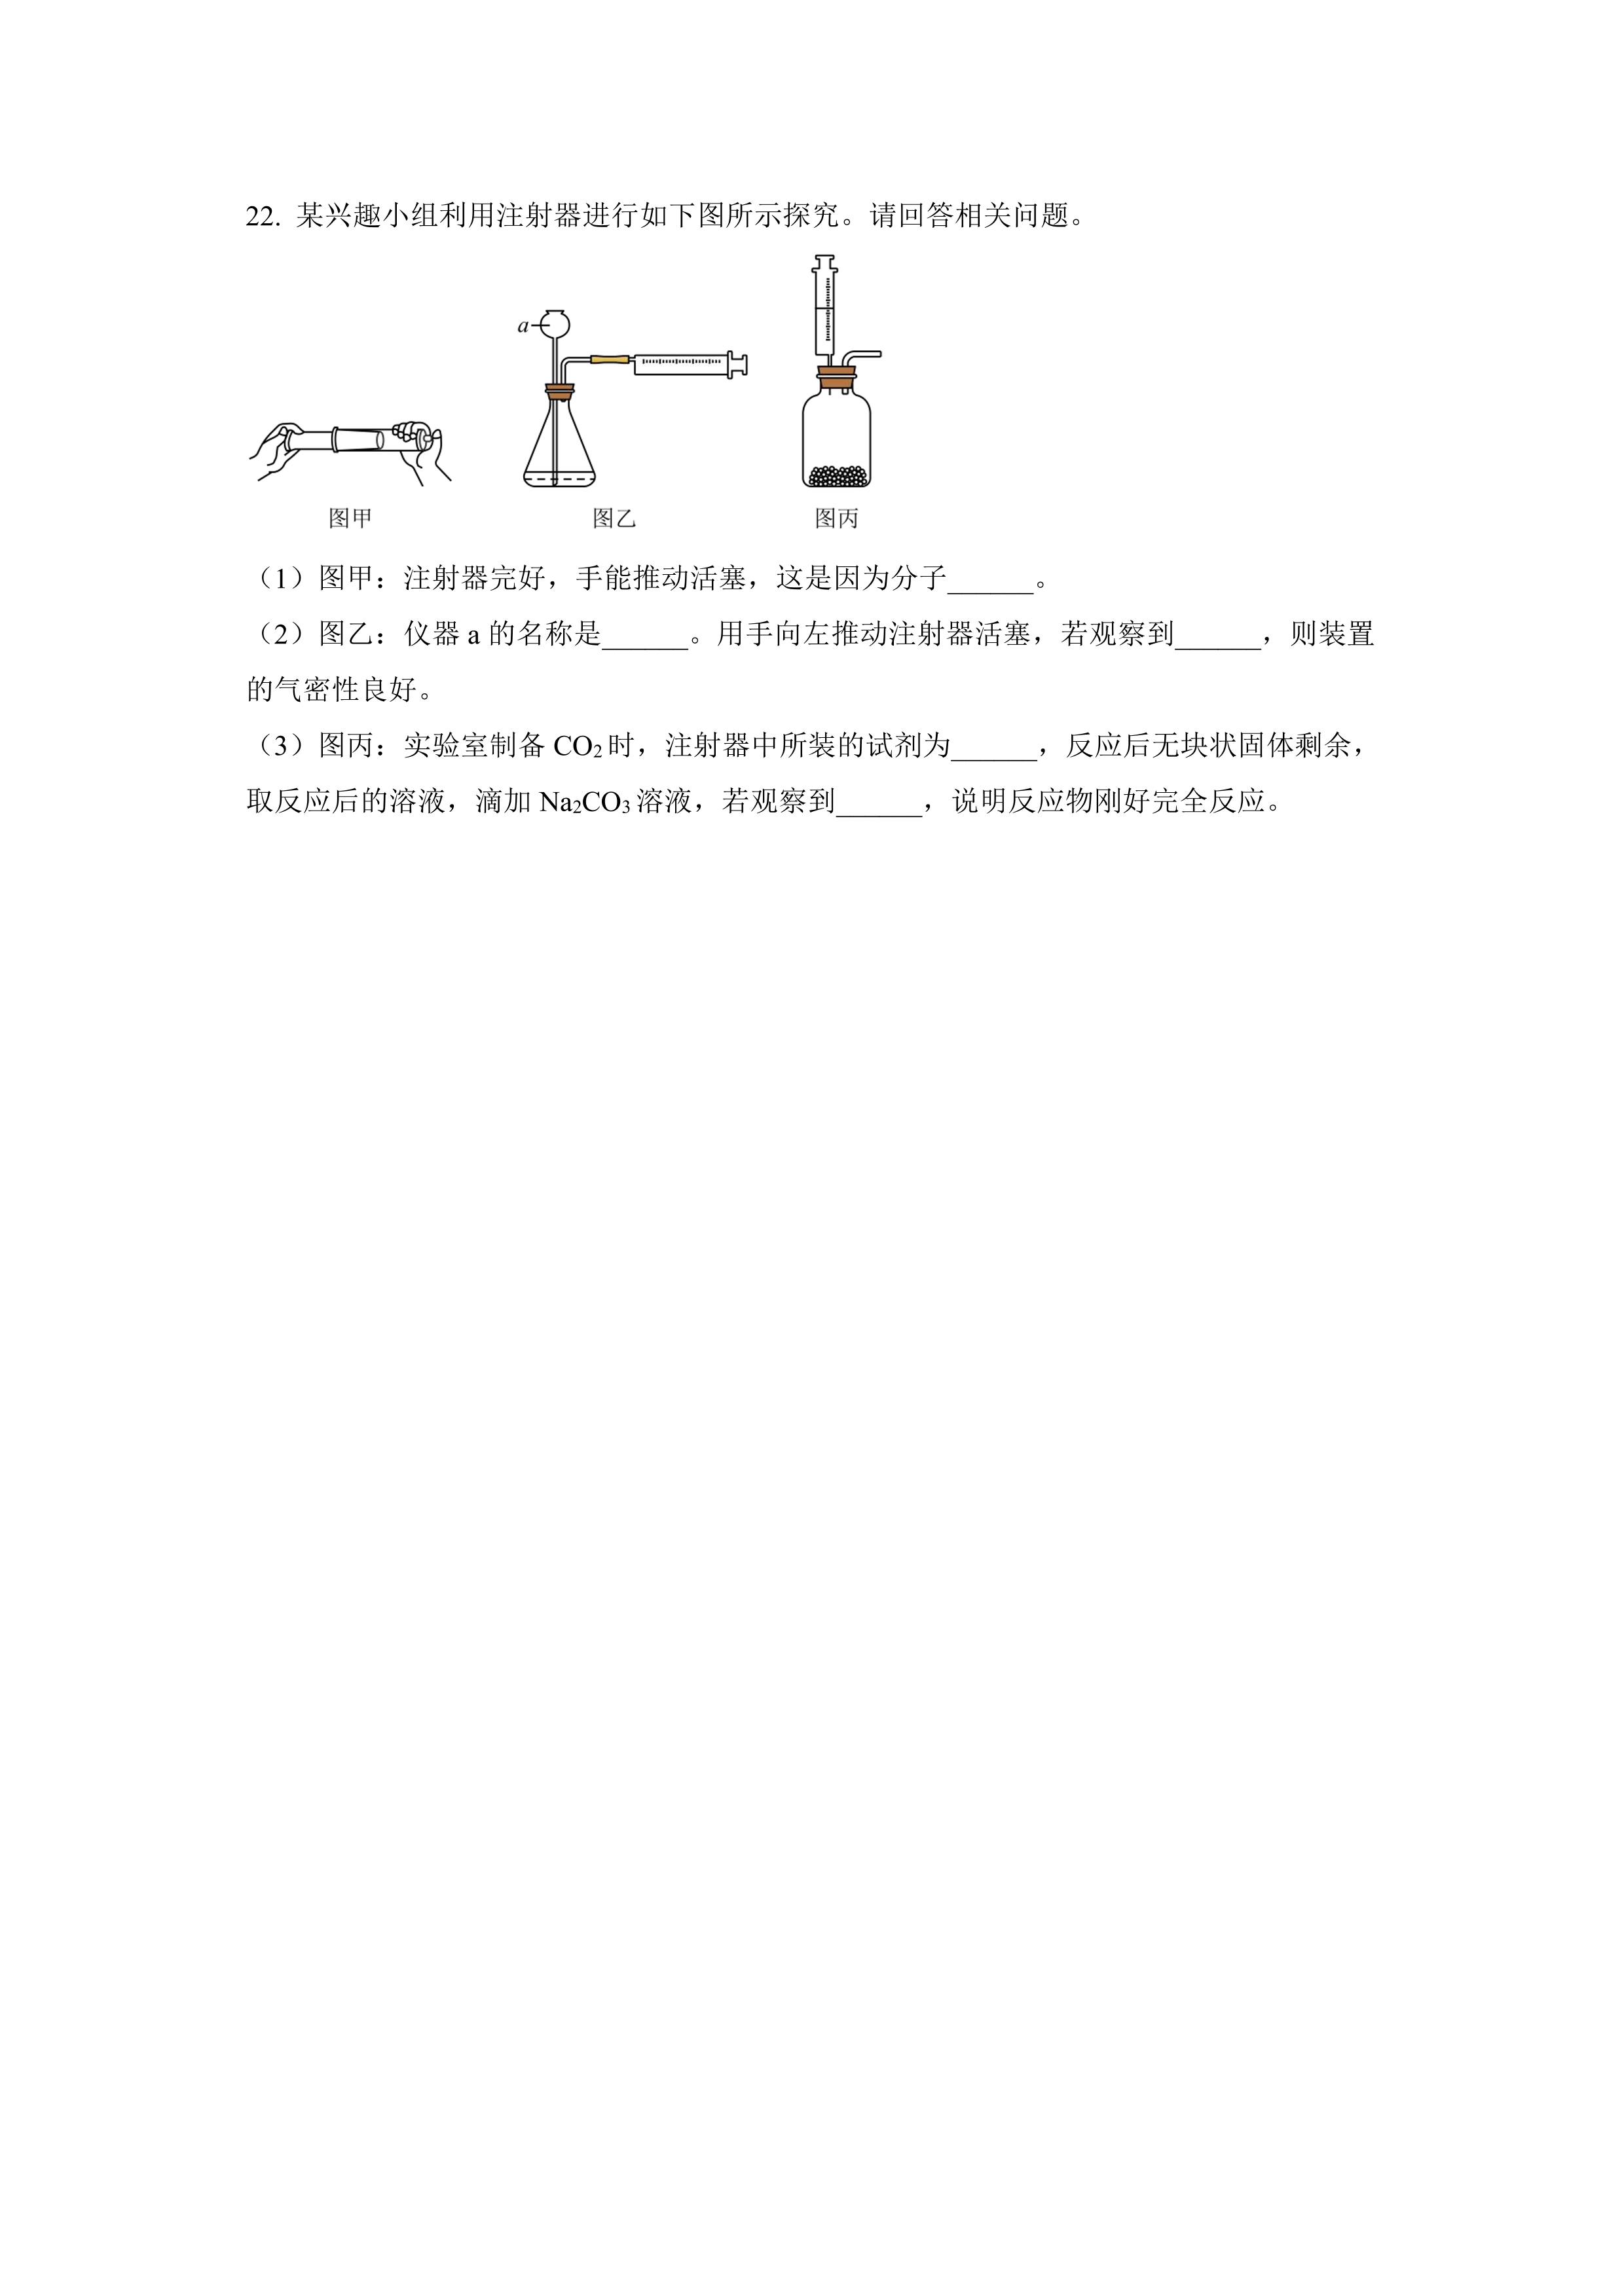 22. 某兴趣小组利用注射器进行如下图所示探究。请回答相关问题。
a
图甲 图乙 图丙
（1）图甲：注射器完好，手能推动活塞，这是因为分子______。
（2）图乙：仪器 a 的名称是______。用手向左推动注射器活塞，若观察到______，则装置
的气密性良好。
（3）图丙：实验室制备 CO₂ 时，注射器中所装的试剂为______，反应后无块状固体剩余，
取反应后的溶液，滴加 Na₂CO₃ 溶液，若观察到______，说明反应物刚好完全反应。